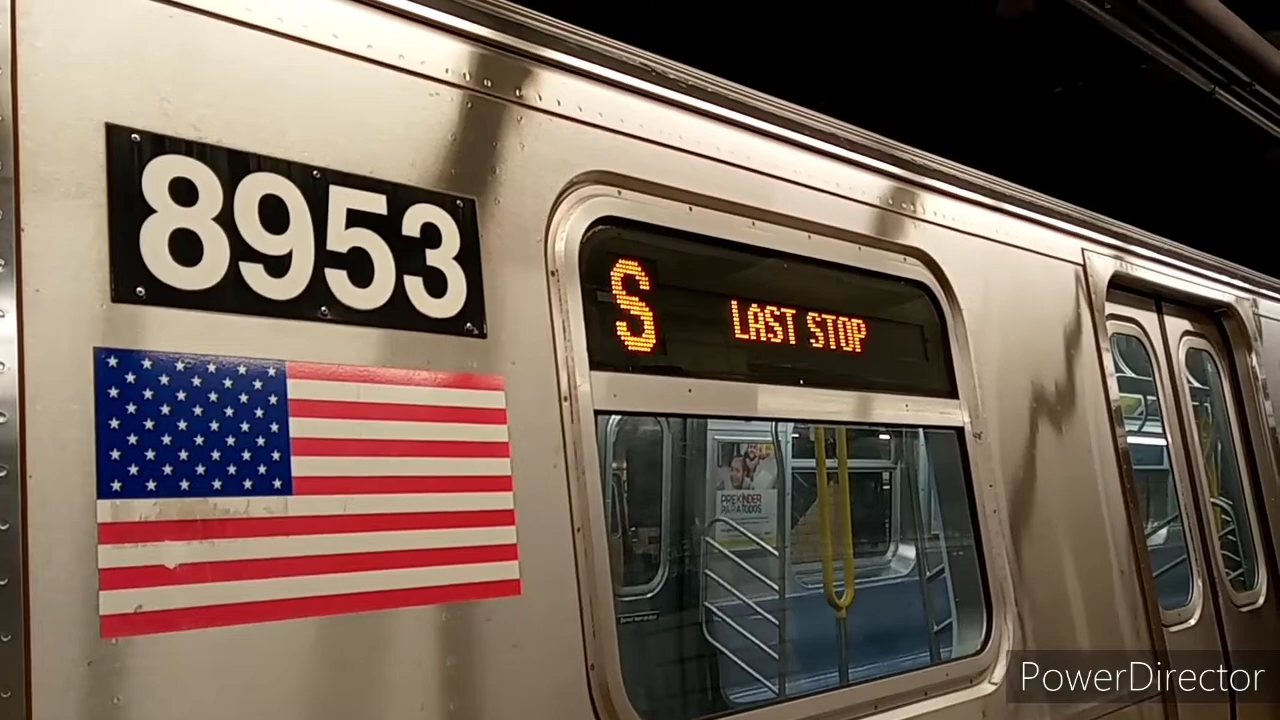 8953
S LAST STOP
PREKINDER
PARA TODOS
PowerDirector